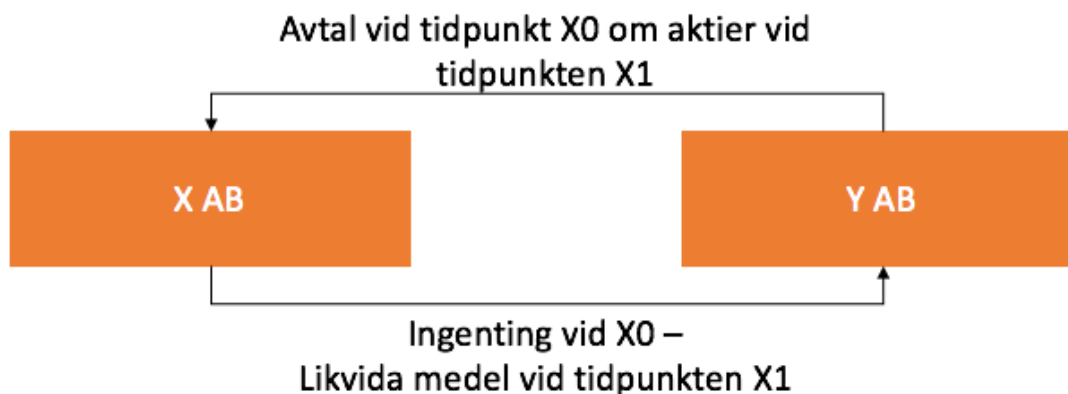 Avtal vid tidpunkt X0 om aktier vid
tidpunkten X1
X AB
Y AB
Ingenting vid X0 –
Likvida medel vid tidpunkten X1